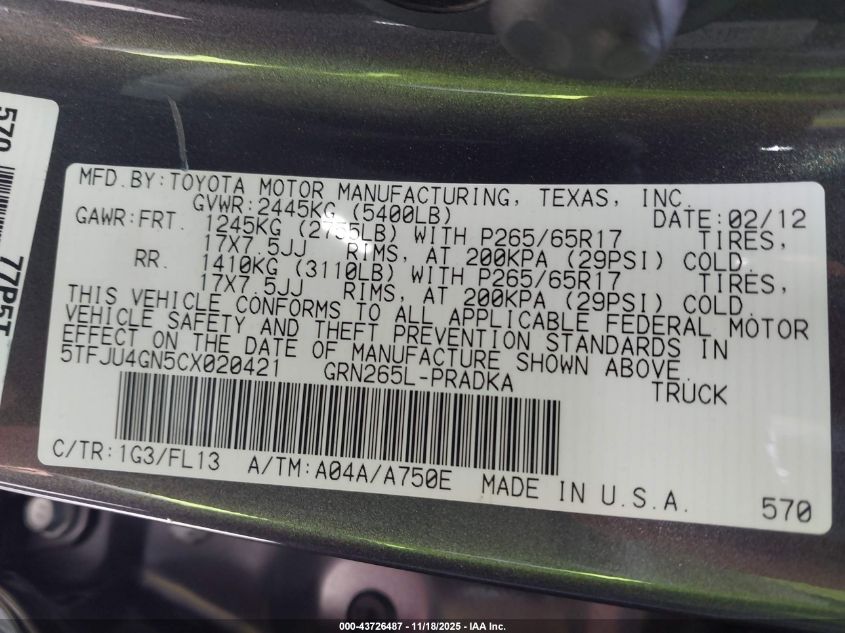 MFD.BY:TOYOTA MOTOR MANUFACTURING, TEXAS, INC.
GVWR:2445KG (5400LB) DATE:02/12
GAWR:FRT. 1245KG (2755LB) WITH P265/65R17 TIRES,
17X7.5JJ RIMS, AT 200KPA (29PSI) COLD.
RR. 1410KG (3110LB) WITH P265/65R17 TIRES,
17X7.5JJ RIMS, AT 200KPA (29PSI) COLD.
THIS VEHICLE CONFORMS TO ALL APPLICABLE FEDERAL MOTOR
VEHICLE SAFETY AND THEFT PREVENTION STANDARDS IN
EFFECT ON THE DATE OF MANUFACTURE SHOWN ABOVE.
5TFJU4GN5CX020421 GRN265L-PRADKA TRUCK
C/TR:1G3/FL13 A/TM:A04A/A750E MADE IN U.S.A.
570
570
77P5T
000-43726487 - 11/18/2025 - IAA Inc.